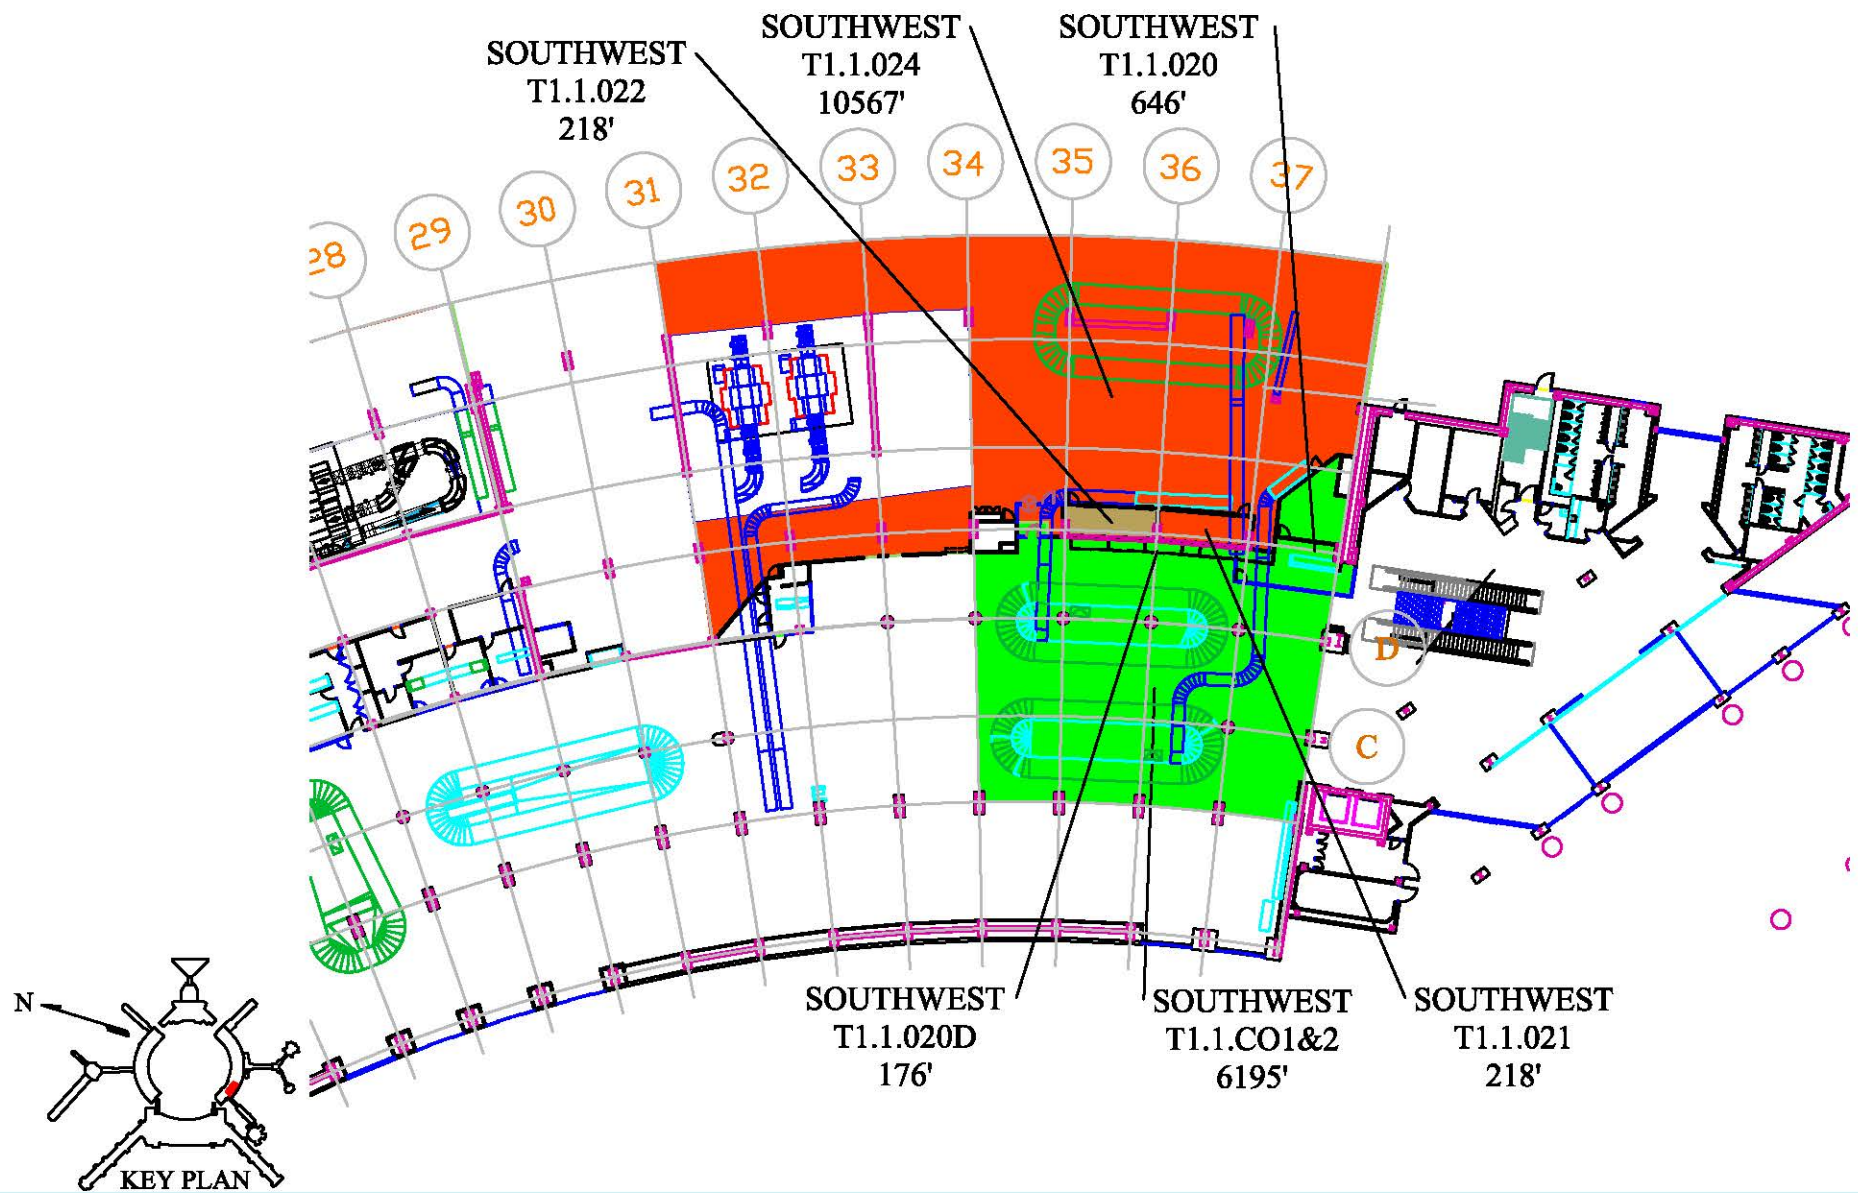 SOUTHWEST
T1.1.022
218'
SOUTHWEST
T1.1.024
10567'
SOUTHWEST
T1.1.020
646'
28
29
30
31
32
33
34
35
36
37
D
C
SOUTHWEST
T1.1.020D
176'
SOUTHWEST
T1.1.CO1&2
6195'
SOUTHWEST
T1.1.021
218'
N
KEY PLAN